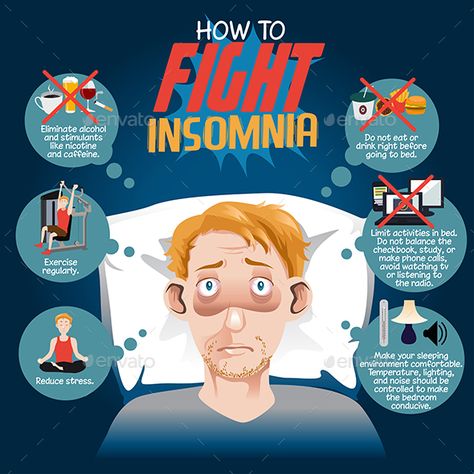 HOW TO
FIGHT
INSOMNIA
Eliminate alcohol
and stimulants
like nicotine
and caffeine.
Do not eat or
drink right before
going to bed.
Exercise
regularly.
Limit activities in bed.
Do not balance the
checkbook, study, or
make phone calls,
avoid watching tv
or listening to
the radio.
Reduce stress.
Make your sleeping
environment comfortable.
Temperature, lighting,
and noise should be
controlled to make
the bedroom
conducive.
envato
envato
envato
envato
envato
envato